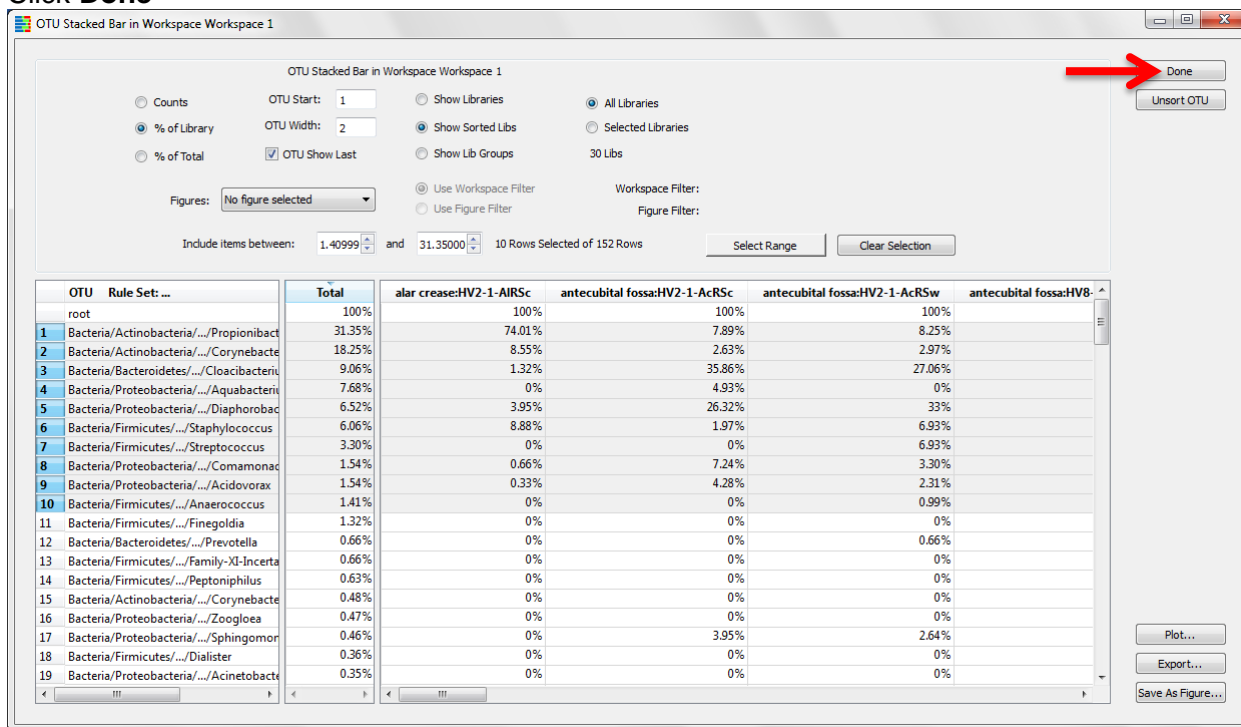 Click Done
OTU Stacked Bar in Workspace Workspace 1
OTU Stacked Bar in Workspace Workspace 1
Done
Counts OTU Start: 1 Show Libraries All Libraries
Unsort OTU
% of Library OTU Width: 2 Show Sorted Libs Selected Libraries
% of Total OTU Show Last Show Lib Groups 30 Libs
Figures: No figure selected Use Workspace Filter Workspace Filter:
Use Figure Filter Figure Filter:
Include items between: 1.40999 and 31.35000 10 Rows Selected of 152 Rows Select Range Clear Selection
OTU Rule Set: ... Total alar crease:HV2-1-AlRSc antecubital fossa:HV2-1-AcRSc antecubital fossa:HV2-1-AcRSw antecubital fossa:HV8-
root 100% 100% 100% 100%
1 Bacteria/Actinobacteria/.../Propionibact 31.35% 74.01% 7.89% 8.25%
2 Bacteria/Actinobacteria/.../Corynebacte 18.25% 8.55% 2.63% 2.97%
3 Bacteria/Bacteroidetes/.../Cloacibacteriu 9.06% 1.32% 35.86% 27.06%
4 Bacteria/Proteobacteria/.../Aquabacteriu 7.68% 0% 4.93% 0%
5 Bacteria/Proteobacteria/.../Diaphorobac 6.52% 3.95% 26.32% 33%
6 Bacteria/Firmicutes/.../Staphylococcus 6.06% 8.88% 1.97% 6.93%
7 Bacteria/Firmicutes/.../Streptococcus 3.30% 0% 0% 6.93%
8 Bacteria/Proteobacteria/.../Comamonac 1.54% 0.66% 7.24% 3.30%
9 Bacteria/Proteobacteria/.../Acidovorax 1.54% 0.33% 4.28% 2.31%
10 Bacteria/Firmicutes/.../Anaerococcus 1.41% 0% 0% 0.99%
11 Bacteria/Firmicutes/.../Finegoldia 1.32% 0% 0% 0%
12 Bacteria/Bacteroidetes/.../Prevotella 0.66% 0% 0% 0.66%
13 Bacteria/Firmicutes/.../Family-XI-Incerta 0.66% 0% 0% 0%
14 Bacteria/Firmicutes/.../Peptoniphilus 0.63% 0% 0% 0%
15 Bacteria/Actinobacteria/.../Corynebacte 0.48% 0% 0% 0%
16 Bacteria/Proteobacteria/.../Zoogloea 0.47% 0% 0% 0%
17 Bacteria/Proteobacteria/.../Sphingomor 0.46% 0% 3.95% 2.64%
18 Bacteria/Firmicutes/.../Dialister 0.36% 0% 0% 0%
19 Bacteria/Proteobacteria/.../Acinetobacte 0.35% 0% 0% 0%
Plot...
Export...
Save As Figure...